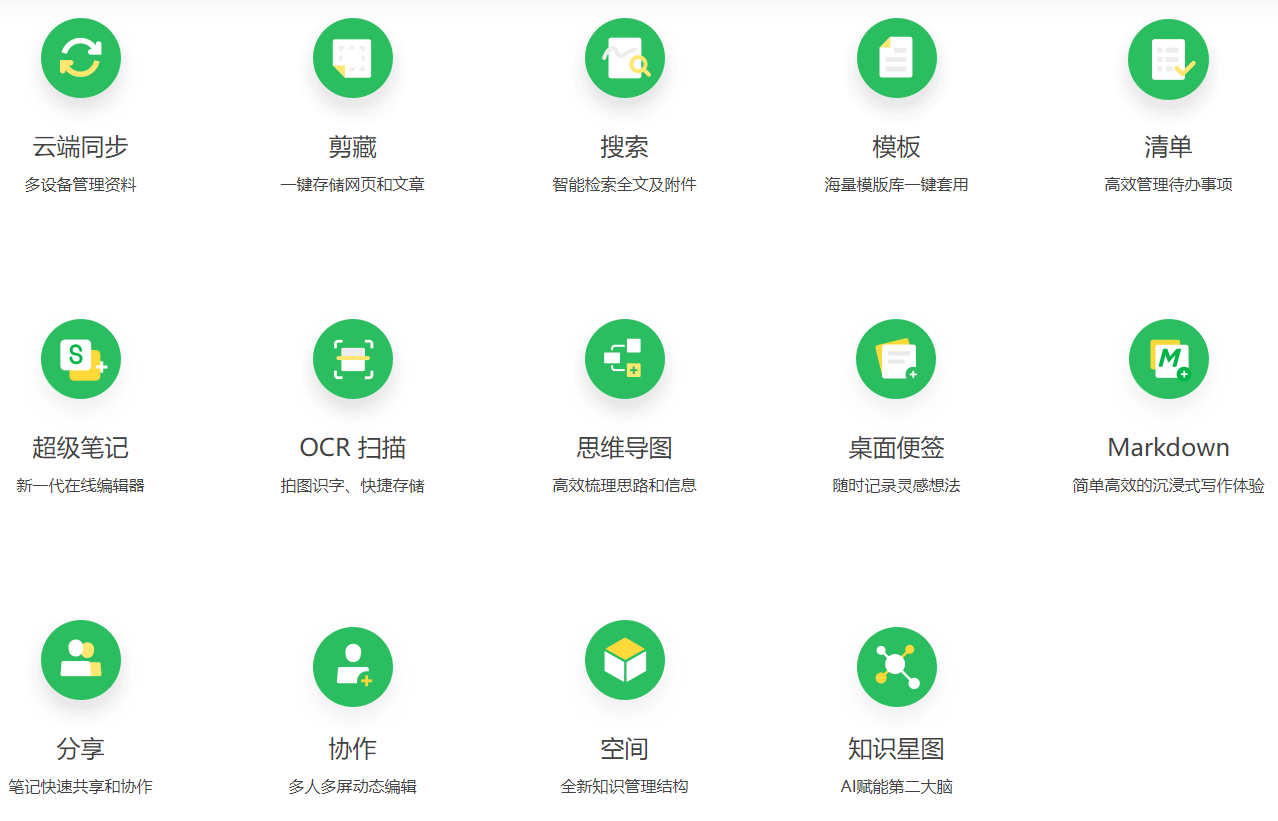 云端同步
多设备管理资料
剪藏
一键存储网页和文章
搜索
智能检索全文及附件
模板
海量模版库一键套用
清单
高效管理待办事项
S
超级笔记
新一代在线编辑器
OCR 扫描
拍图识字、快捷存储
思维导图
高效梳理思路和信息
桌面便签
随时记录灵感想法
M
Markdown
简单高效的沉浸式写作体验
分享
笔记快速共享和协作
协作
多人多屏动态编辑
空间
全新知识管理结构
知识星图
AI赋能第二大脑